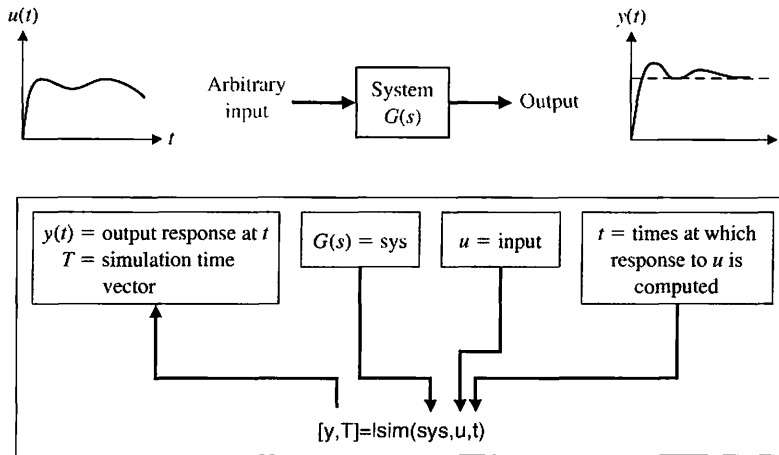 u(t)
t
Arbitrary
input
System
G(s)
Output
y(t)
y(t) = output response at t
T = simulation time
vector
G(s) = sys
u = input
t = times at which
response to u is
computed
[y,T]=lsim(sys,u,t)